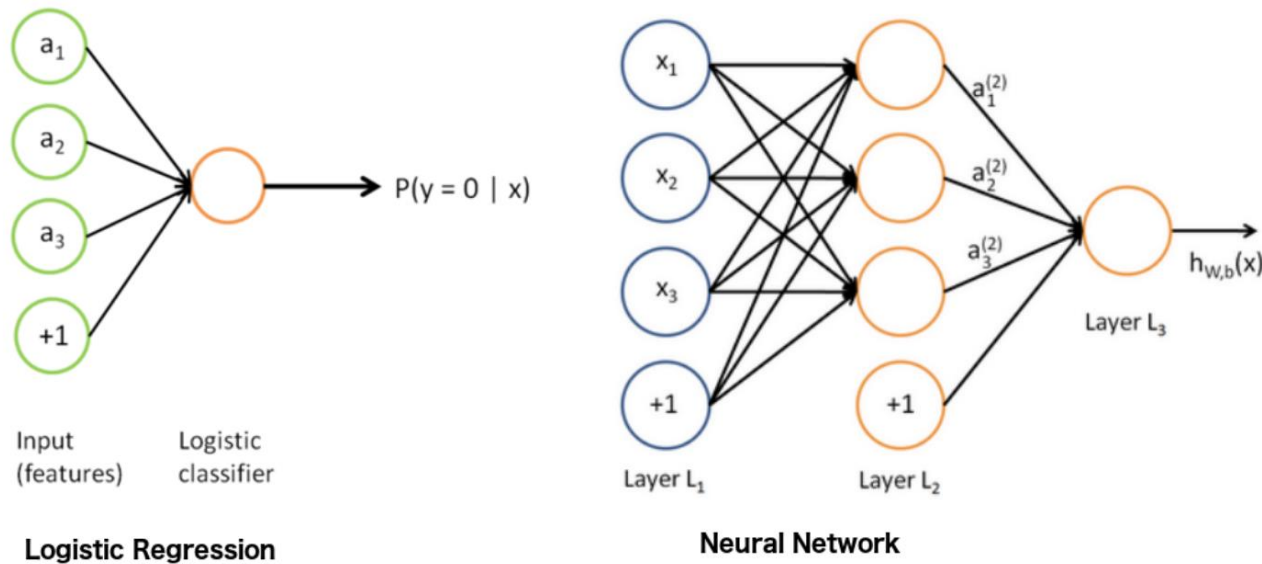 a₁
a₂
a₃
+1
P(y = 0 | x)
Input
(features)
Logistic
classifier
Logistic Regression
x₁
x₂
x₃
+1
Layer L₁
a₁⁽²⁾
a₂⁽²⁾
a₃⁽²⁾
+1
Layer L₂
Layer L₃
h_W,b(x)
Neural Network